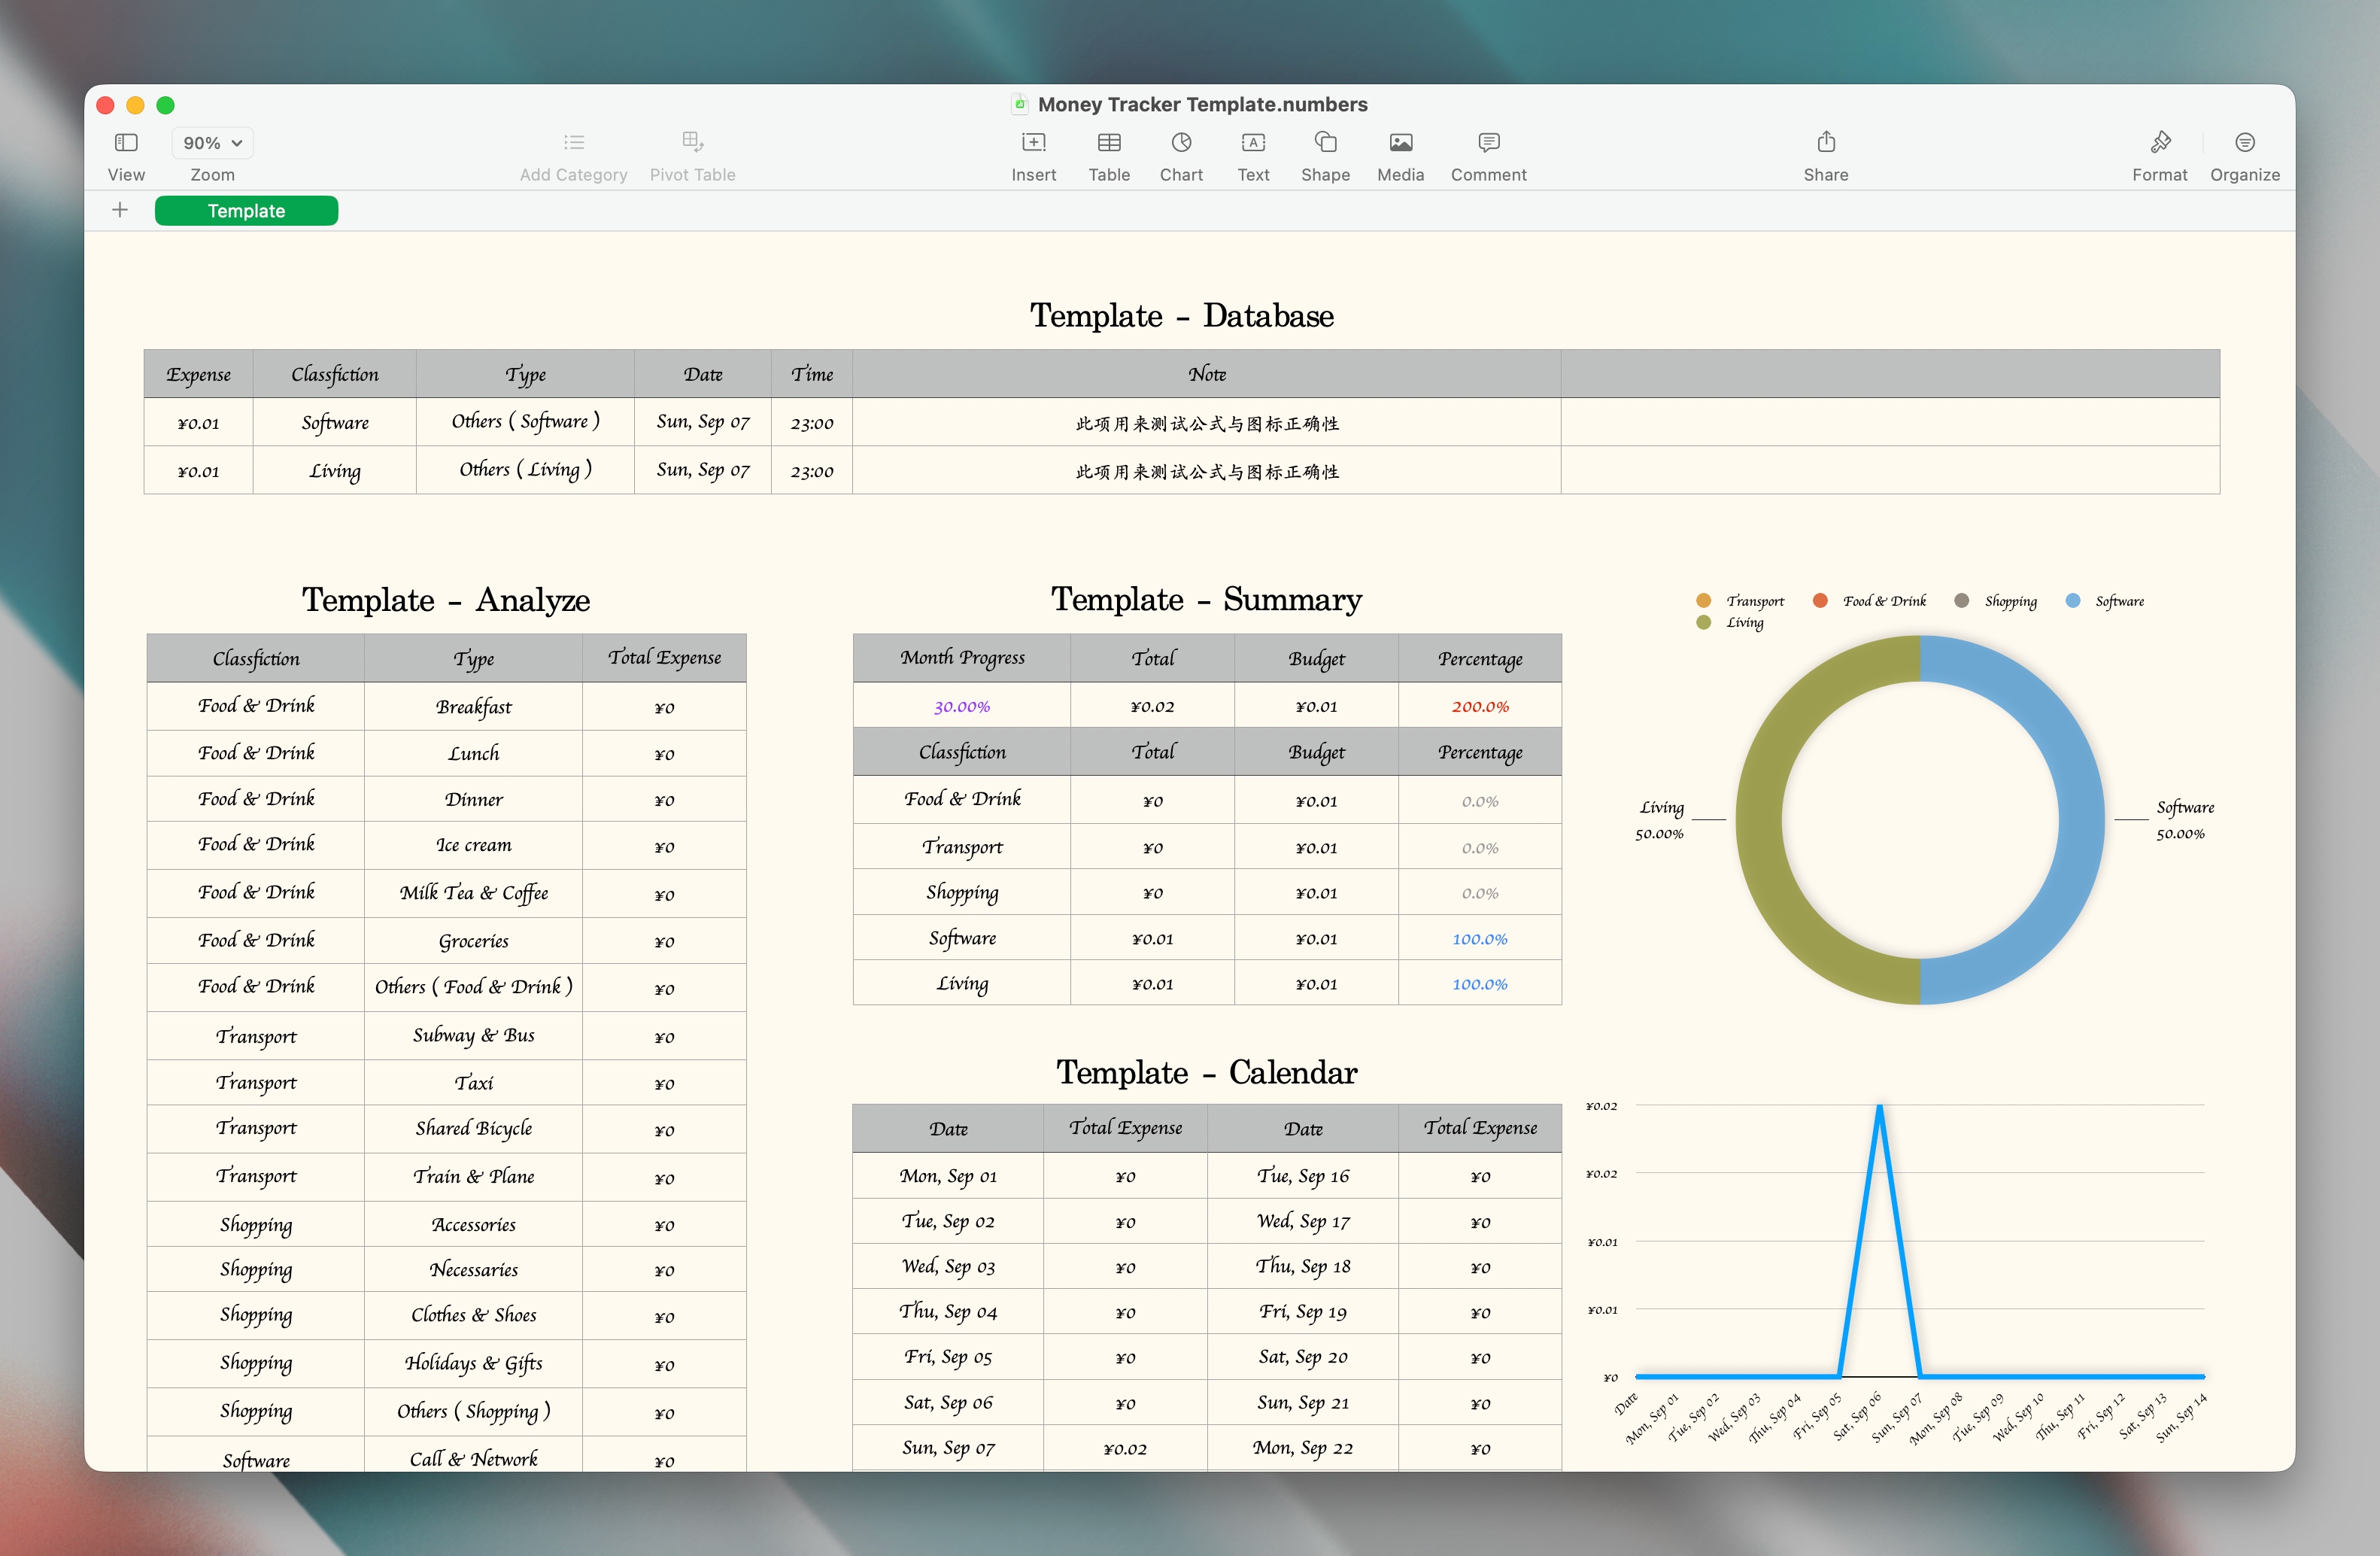 Money Tracker Template.numbers
View
90%
Zoom
Add Category
Pivot Table
Insert
Table
Chart
Text
Shape
Media
Comment
Share
Format
Organize
Template
Template - Database
Expense Classfiction Type Date Time Note
¥0.01 Software Others ( Software ) Sun, Sep 07 23:00 此项用来测试公式与图标正确性
¥0.01 Living Others ( Living ) Sun, Sep 07 23:00 此项用来测试公式与图标正确性
Template - Analyze
Classfiction Type Total Expense
Food & Drink Breakfast ¥0
Food & Drink Lunch ¥0
Food & Drink Dinner ¥0
Food & Drink Ice cream ¥0
Food & Drink Milk Tea & Coffee ¥0
Food & Drink Groceries ¥0
Food & Drink Others ( Food & Drink ) ¥0
Transport Subway & Bus ¥0
Transport Taxi ¥0
Transport Shared Bicycle ¥0
Transport Train & Plane ¥0
Shopping Accessories ¥0
Shopping Necessaries ¥0
Shopping Clothes & Shoes ¥0
Shopping Holidays & Gifts ¥0
Shopping Others ( Shopping ) ¥0
Software Call & Network ¥0
Template - Summary
Month Progress Total Budget Percentage
30.00% ¥0.02 ¥0.01 200.0%
Classfiction Total Budget Percentage
Food & Drink ¥0 ¥0.01 0.0%
Transport ¥0 ¥0.01 0.0%
Shopping ¥0 ¥0.01 0.0%
Software ¥0.01 ¥0.01 100.0%
Living ¥0.01 ¥0.01 100.0%
Transport Food & Drink Shopping Software
Living
Living
50.00%
Software
50.00%
Template - Calendar
Date Total Expense Date Total Expense
Mon, Sep 01 ¥0 Tue, Sep 16 ¥0
Tue, Sep 02 ¥0 Wed, Sep 17 ¥0
Wed, Sep 03 ¥0 Thu, Sep 18 ¥0
Thu, Sep 04 ¥0 Fri, Sep 19 ¥0
Fri, Sep 05 ¥0 Sat, Sep 20 ¥0
Sat, Sep 06 ¥0 Sun, Sep 21 ¥0
Sun, Sep 07 ¥0.02 Mon, Sep 22 ¥0
¥0.02
¥0.02
¥0.01
¥0.01
¥0
Date
Mon, Sep 01
Tue, Sep 02
Wed, Sep 03
Thu, Sep 04
Fri, Sep 05
Sat, Sep 06
Sun, Sep 07
Mon, Sep 08
Tue, Sep 09
Wed, Sep 10
Thu, Sep 11
Fri, Sep 12
Sat, Sep 13
Sun, Sep 14